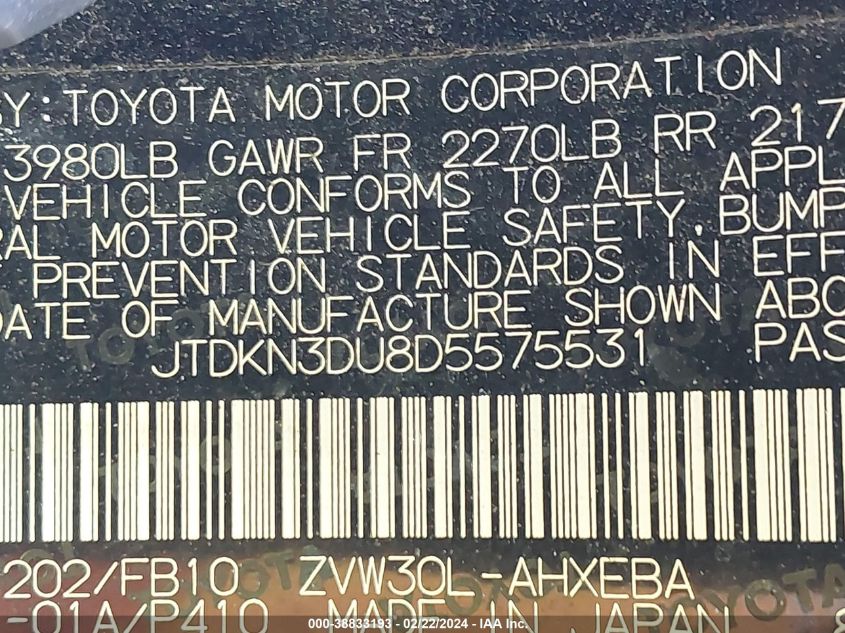 BY:TOYOTA MOTOR CORPORATION
3980LB GAWR FR 2270LB RR 217
VEHICLE CONFORMS TO ALL APPL
RAL MOTOR VEHICLE SAFETY, BUMP
PREVENTION STANDARDS IN EFF
DATE OF MANUFACTURE SHOWN ABO
JTDKN3DU8D5575531 PAS
202/FB10 ZVW30L-AHXEBA
-01A/P410 MADE IN JAPAN
000-38833193 - 02/22/2024 - IAA Inc.